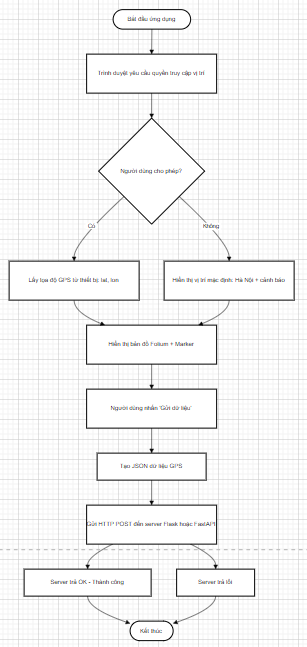 Bắt đầu ứng dụng
Trình duyệt yêu cầu quyền truy cập vị trí
Người dùng cho phép?
Có
Không
Lấy tọa độ GPS từ thiết bị: lat, lon
Hiển thị vị trí mặc định: Hà Nội + cảnh báo
Hiển thị bản đồ Folium + Marker
Người dùng nhấn 'Gửi dữ liệu'
Tạo JSON dữ liệu GPS
Gửi HTTP POST đến server Flask hoặc FastAPI
Server trả OK - Thành công
Server trả lỗi
Kết thúc